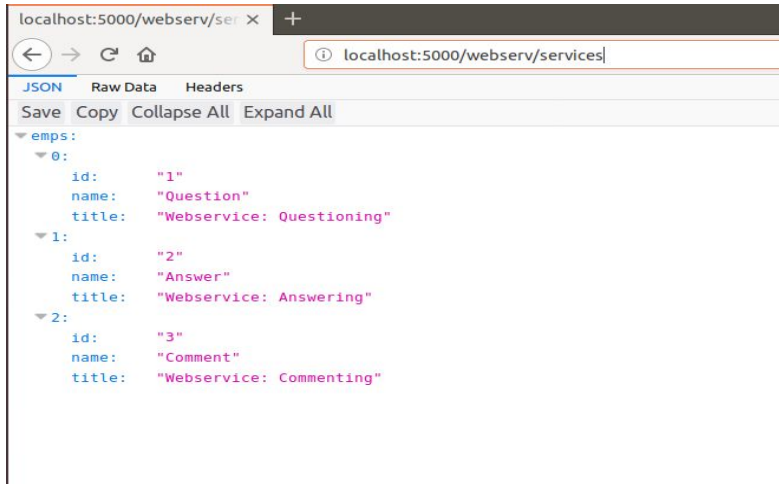 localhost:5000/webserv/ser × +
localhost:5000/webserv/services
JSON Raw Data Headers
Save Copy Collapse All Expand All
emps:
0:
id: "1"
name: "Question"
title: "Webservice: Questioning"
1:
id: "2"
name: "Answer"
title: "Webservice: Answering"
2:
id: "3"
name: "Comment"
title: "Webservice: Commenting"